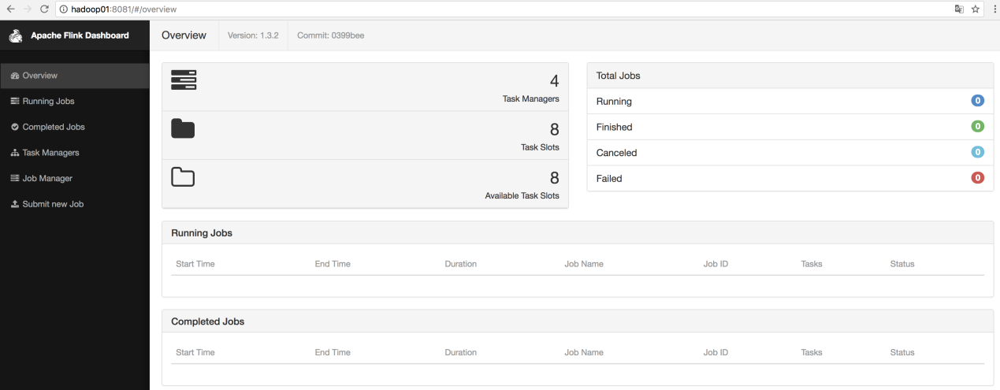 hadoop01:8081/#/overview
Apache Flink Dashboard
Overview Version: 1.3.2 Commit: 0399bee
Overview
Running Jobs
Completed Jobs
Task Managers
Job Manager
Submit new Job
4
Task Managers
8
Task Slots
8
Available Task Slots
Total Jobs
Running 0
Finished 0
Canceled 0
Failed 0
Running Jobs
Start Time End Time Duration Job Name Job ID Tasks Status
Completed Jobs
Start Time End Time Duration Job Name Job ID Tasks Status